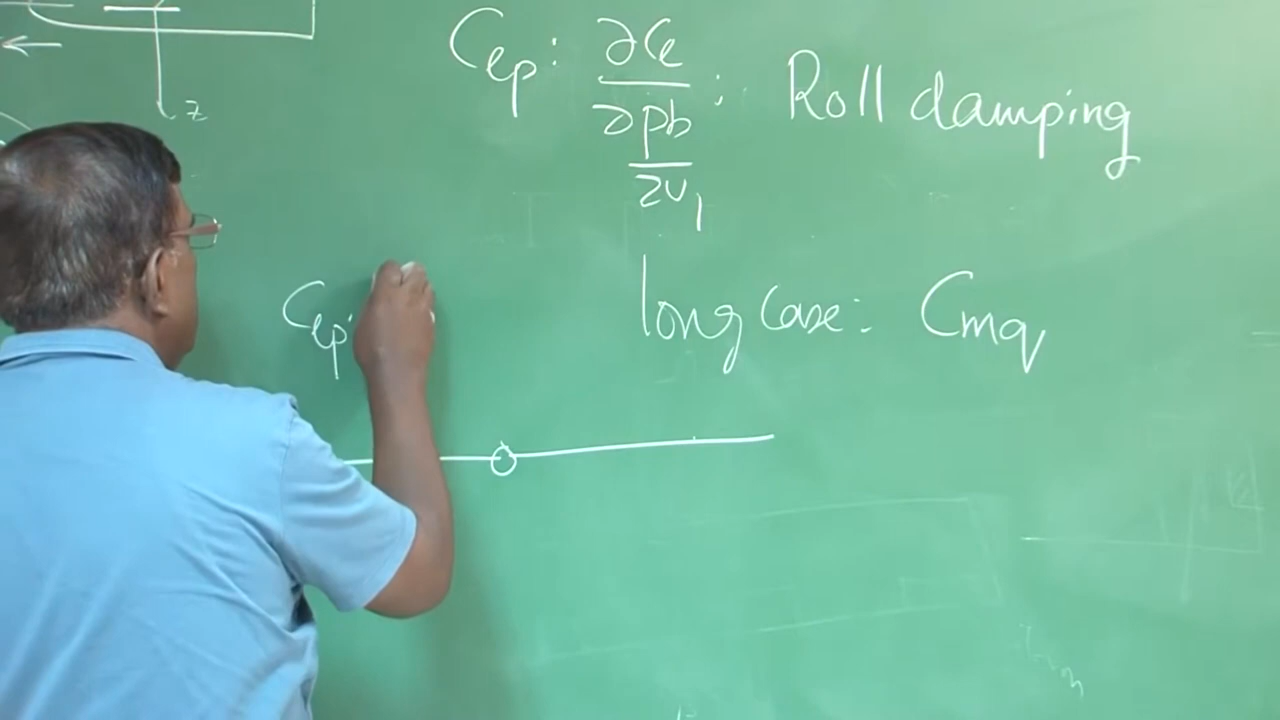 z
Clp : ∂Cl / ∂pb / 2U1 ; Roll damping
long case : Cmq
Clp :